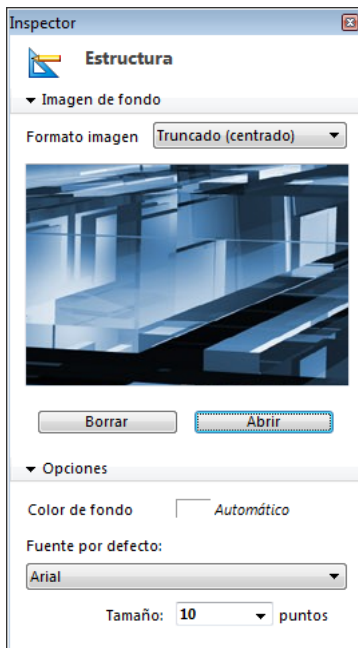 Inspector
Estructura
Imagen de fondo
Formato imagen Truncado (centrado)
Borrar Abrir
Opciones
Color de fondo Automático
Fuente por defecto:
Arial
Tamaño: 10 puntos